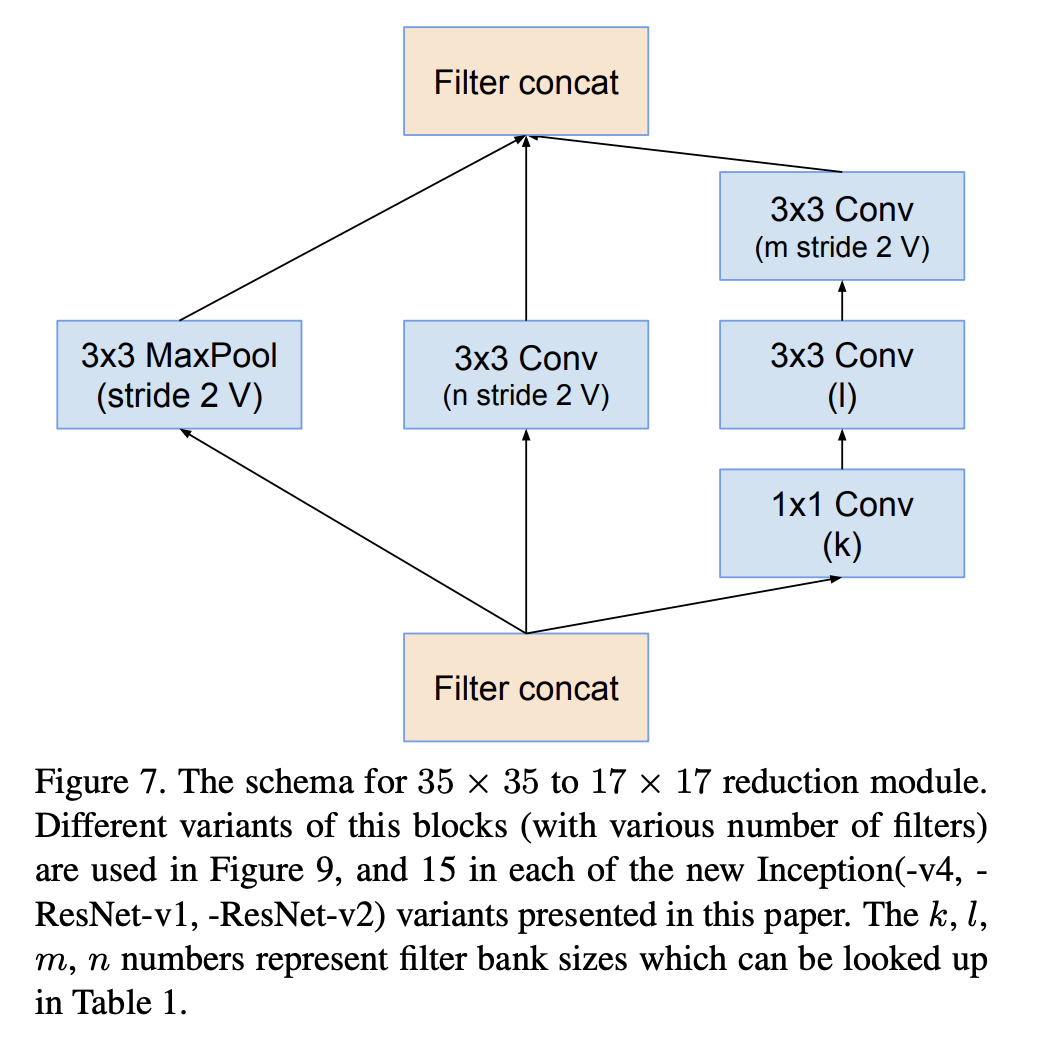 Filter concat
3x3 Conv
(m stride 2 V)
3x3 MaxPool
(stride 2 V)
3x3 Conv
(n stride 2 V)
3x3 Conv
(l)
1x1 Conv
(k)
Filter concat
Figure 7. The schema for 35 × 35 to 17 × 17 reduction module.
Different variants of this blocks (with various number of filters)
are used in Figure 9, and 15 in each of the new Inception(-v4, -
ResNet-v1, -ResNet-v2) variants presented in this paper. The k, l,
m, n numbers represent filter bank sizes which can be looked up
in Table 1.